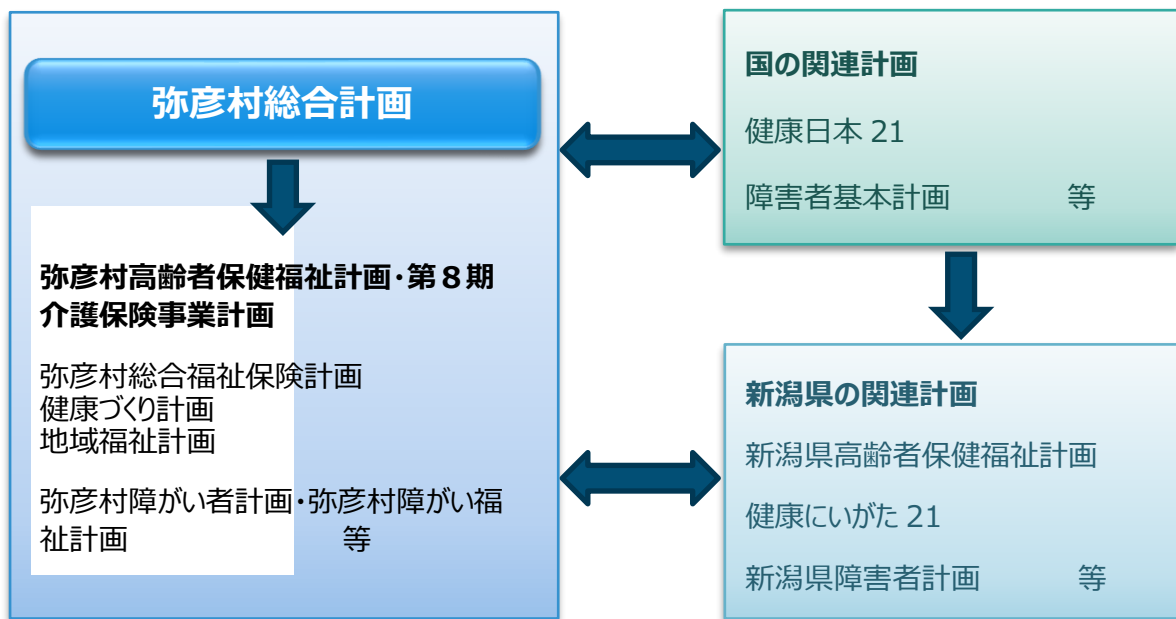 弥彦村総合計画
弥彦村高齢者保健福祉計画・第８期
介護保険事業計画
弥彦村総合福祉保険計画
健康づくり計画
地域福祉計画
弥彦村障がい者計画・弥彦村障がい福
祉計画 等
国の関連計画
健康日本 21
障害者基本計画 等
新潟県の関連計画
新潟県高齢者保健福祉計画
健康にいがた 21
新潟県障害者計画 等